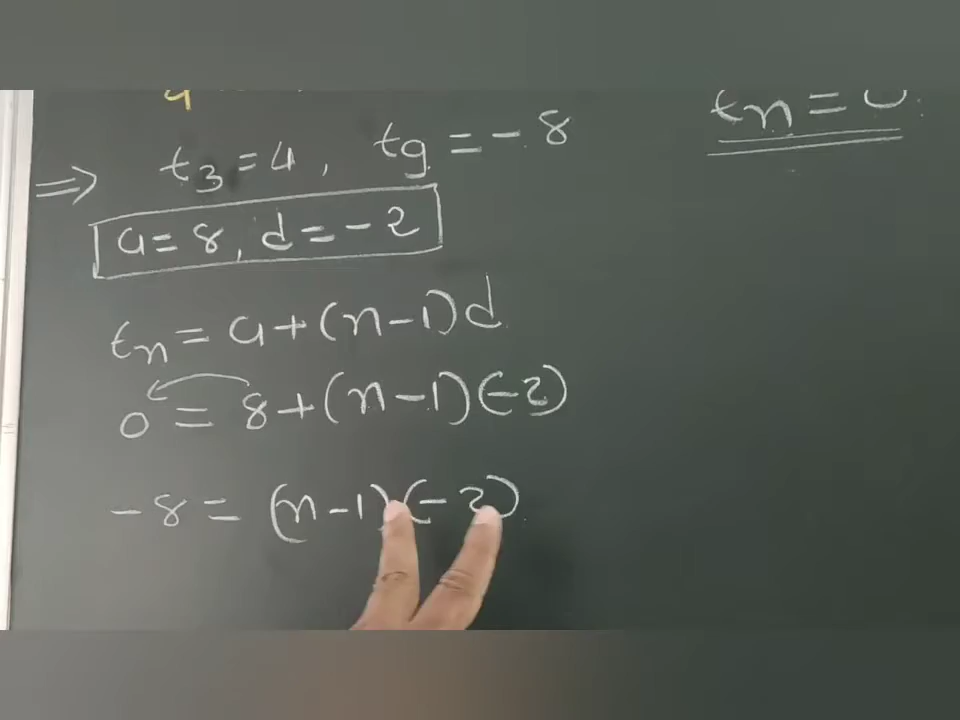 tn = 0
⇒ t3 = 4, t9 = - 8
a = 8, d = - 2
tn = a + (n - 1) d
0 = 8 + (n - 1) (-2)
-8 = (n - 1) (-2)